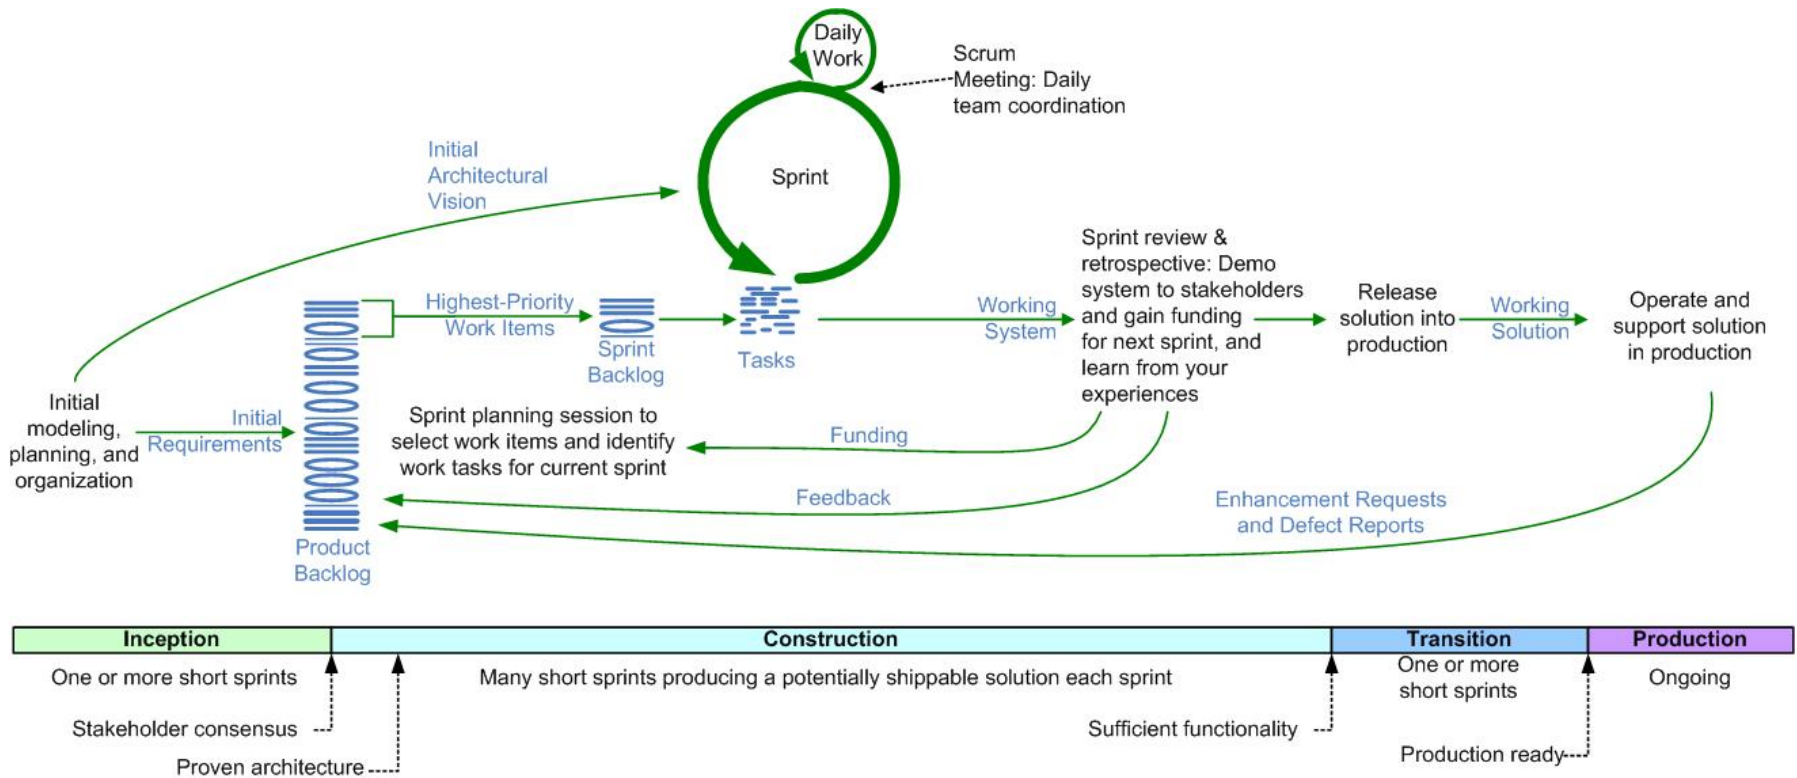 Daily
Work
Scrum
Meeting: Daily
team coordination
Initial
Architectural
Vision
Sprint
Sprint review &
retrospective: Demo
system to stakeholders
and gain funding
for next sprint, and
learn from your
experiences
Highest-Priority
Work Items
Sprint
Backlog
Tasks
Working
System
Release
solution into
production
Working
Solution
Operate and
support solution
in production
Initial
modeling,
planning, and
organization
Initial
Requirements
Sprint planning session to
select work items and identify
work tasks for current sprint
Funding
Feedback
Enhancement Requests
and Defect Reports
Product
Backlog
Inception
Construction
Transition
Production
One or more short sprints
Many short sprints producing a potentially shippable solution each sprint
One or more
short sprints
Ongoing
Stakeholder consensus
Sufficient functionality
Production ready
Proven architecture